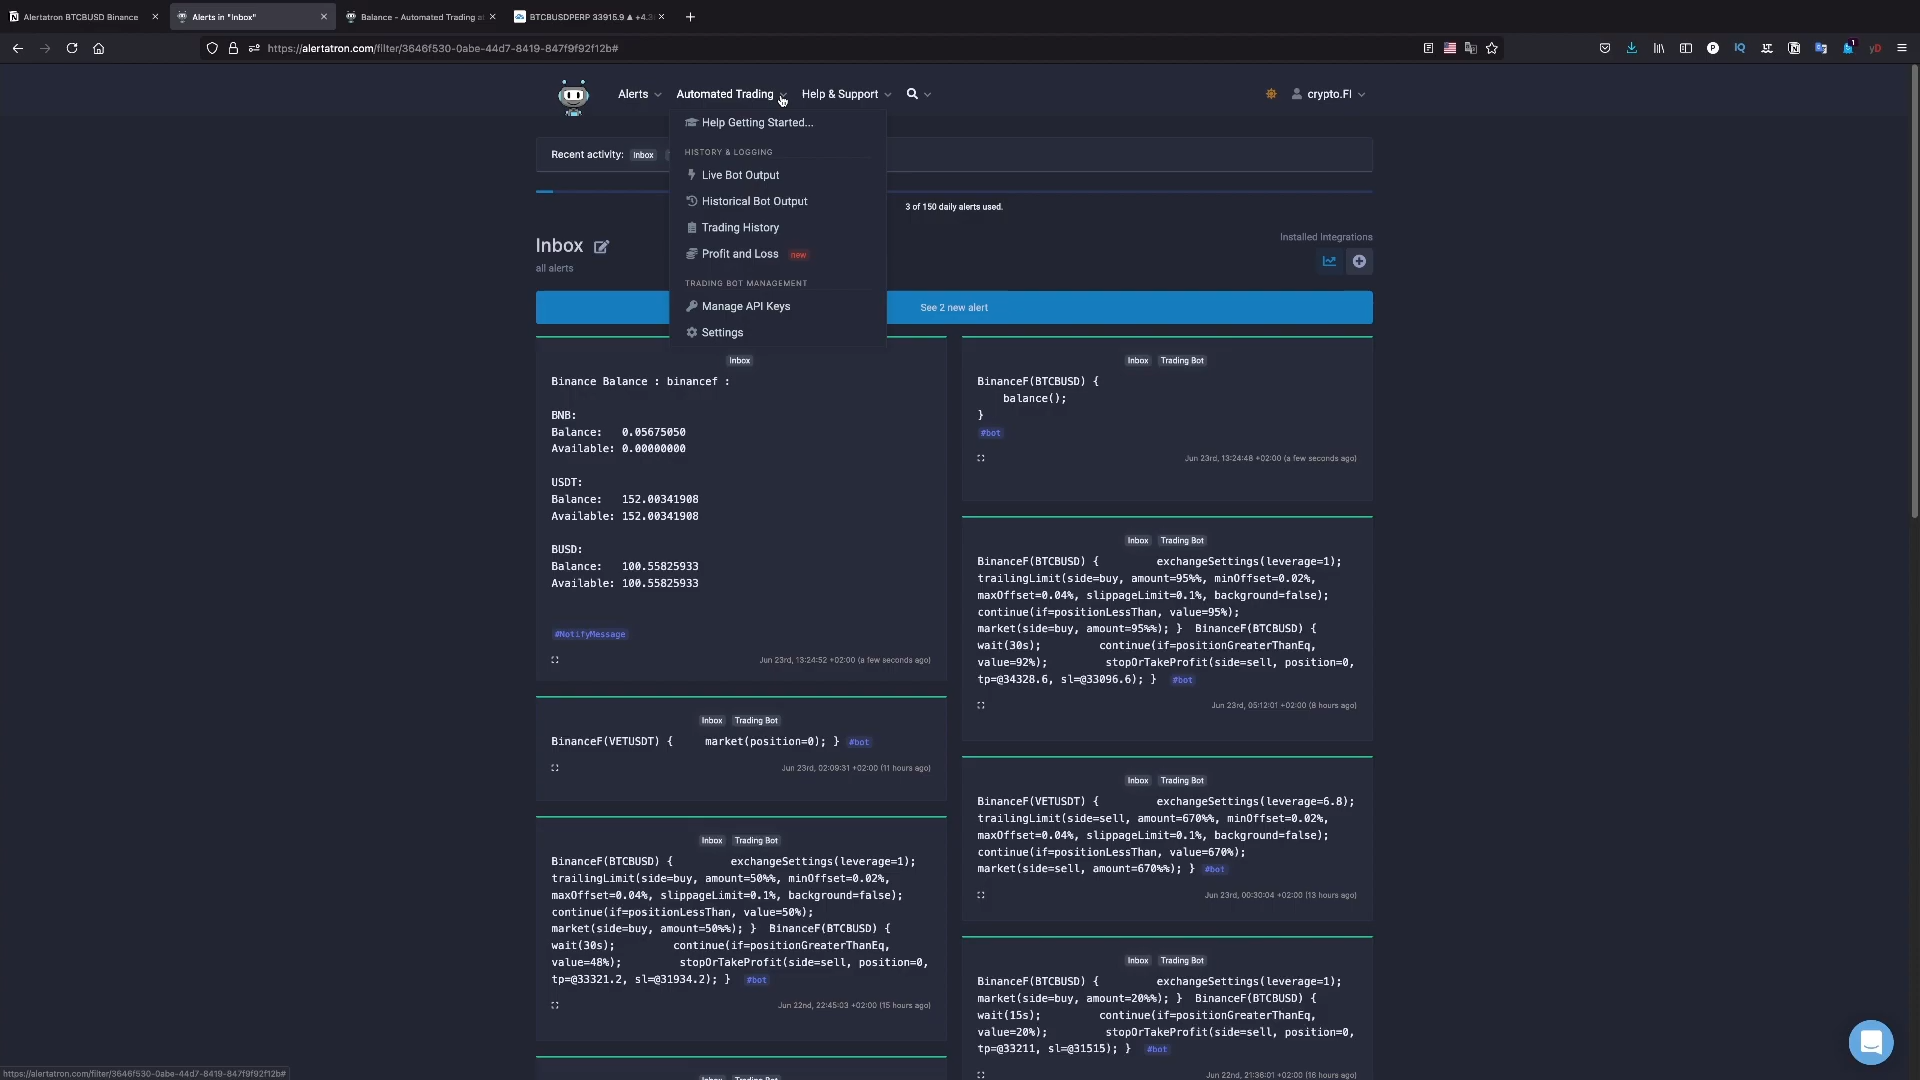 Alertatron BTCBUSD Binance
Alerts in "Inbox"
Balance - Automated Trading at
BTCBUSDPERP 33915.9 ▲ +4.3
https://alertatron.com/filter/3646f530-0abe-44d7-8419-847f9f92f12b#
Alerts
Automated Trading
Help & Support
crypto.FI
Help Getting Started...
HISTORY & LOGGING
Live Bot Output
Historical Bot Output
Trading History
Profit and Loss new
TRADING BOT MANAGEMENT
Manage API Keys
Settings
Recent activity: Inbox
3 of 150 daily alerts used.
Inbox
all alerts
Installed Integrations
See 2 new alert
Inbox
Binance Balance : binancef :
BNB:
Balance: 0.05675050
Available: 0.00000000
USDT:
Balance: 152.00341908
Available: 152.00341908
BUSD:
Balance: 100.55825933
Available: 100.55825933
#NotifyMessage
Jun 23rd, 13:24:52 +02:00 (a few seconds ago)
Inbox Trading Bot
BinanceF(VETUSDT) { market(position=0); } #bot
Jun 23rd, 02:09:31 +02:00 (11 hours ago)
Inbox Trading Bot
BinanceF(BTCBUSD) { exchangeSettings(leverage=1);
trailingLimit(side=buy, amount=50%%, minOffset=0.02%,
maxOffset=0.04%, slippageLimit=0.1%, background=false);
continue(if=positionLessThan, value=50%);
market(side=buy, amount=50%%); } BinanceF(BTCBUSD) {
wait(30s); continue(if=positionGreaterThanEq,
value=48%); stopOrTakeProfit(side=sell, position=0,
tp=@33321.2, sl=@31934.2); } #bot
Jun 22nd, 22:45:03 +02:00 (15 hours ago)
Inbox Trading Bot
Inbox Trading Bot
BinanceF(BTCBUSD) {
balance();
}
#bot
Jun 23rd, 13:24:48 +02:00 (a few seconds ago)
Inbox Trading Bot
BinanceF(BTCBUSD) { exchangeSettings(leverage=1);
trailingLimit(side=buy, amount=95%%, minOffset=0.02%,
maxOffset=0.04%, slippageLimit=0.1%, background=false);
continue(if=positionLessThan, value=95%);
market(side=buy, amount=95%%); } BinanceF(BTCBUSD) {
wait(30s); continue(if=positionGreaterThanEq,
value=92%); stopOrTakeProfit(side=sell, position=0,
tp=@34328.6, sl=@33096.6); } #bot
Jun 23rd, 05:12:01 +02:00 (8 hours ago)
Inbox Trading Bot
BinanceF(VETUSDT) { exchangeSettings(leverage=6.8);
trailingLimit(side=sell, amount=670%%, minOffset=0.02%,
maxOffset=0.04%, slippageLimit=0.1%, background=false);
continue(if=positionLessThan, value=670%);
market(side=sell, amount=670%%); } #bot
Jun 23rd, 00:30:04 +02:00 (13 hours ago)
Inbox Trading Bot
BinanceF(BTCBUSD) { exchangeSettings(leverage=1);
market(side=buy, amount=20%%); } BinanceF(BTCBUSD) {
wait(15s); continue(if=positionGreaterThanEq,
value=20%); stopOrTakeProfit(side=sell, position=0,
tp=@33211, sl=@31515); } #bot
Jun 22nd, 21:36:01 +02:00 (16 hours ago)
https://alertatron.com/filter/3646f530-0abe-44d7-8419-847f9f92f12b#